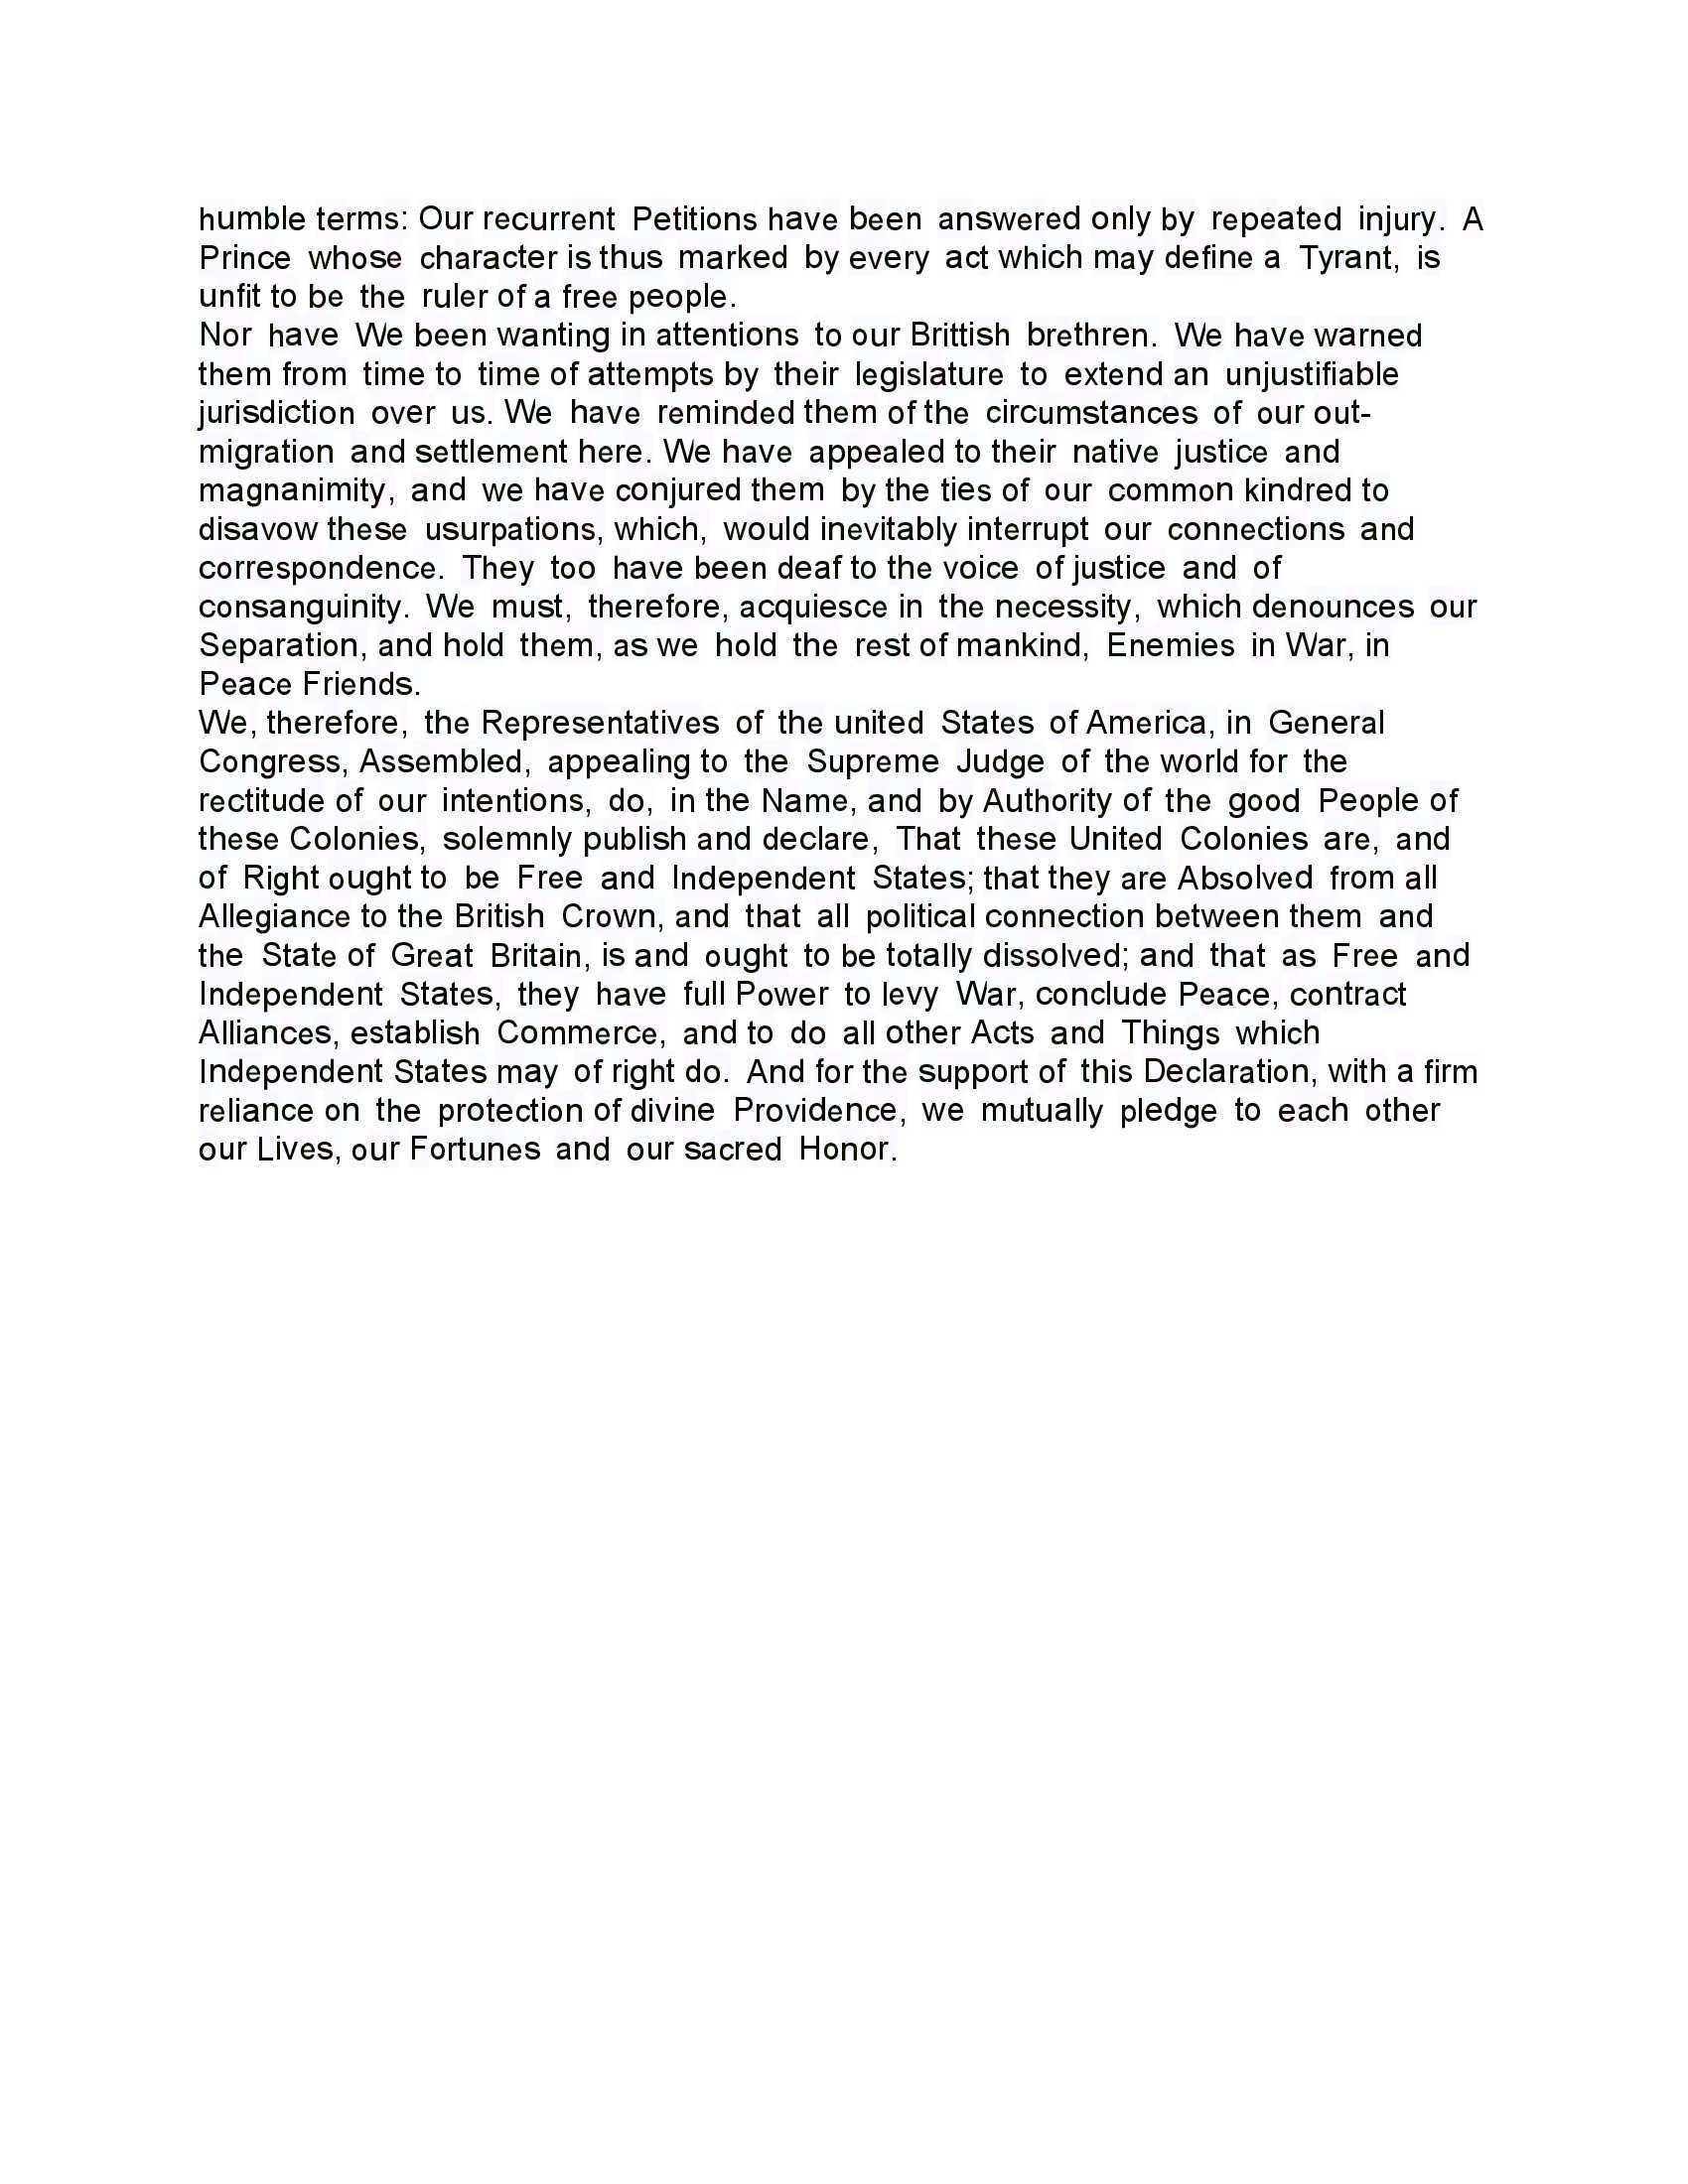 humble terms: Our recurrent Petitions have been answered only by repeated injury. A
Prince whose character is thus marked by every act which may define a Tyrant, is
unfit to be the ruler of a free people.
Nor have We been wanting in attentions to our Brittish brethren. We have warned
them from time to time of attempts by their legislature to extend an unjustifiable
jurisdiction over us. We have reminded them of the circumstances of our out-
migration and settlement here. We have appealed to their native justice and
magnanimity, and we have conjured them by the ties of our common kindred to
disavow these usurpations, which, would inevitably interrupt our connections and
correspondence. They too have been deaf to the voice of justice and of
consanguinity. We must, therefore, acquiesce in the necessity, which denounces our
Separation, and hold them, as we hold the rest of mankind, Enemies in War, in
Peace Friends.
We, therefore, the Representatives of the united States of America, in General
Congress, Assembled, appealing to the Supreme Judge of the world for the
rectitude of our intentions, do, in the Name, and by Authority of the good People of
these Colonies, solemnly publish and declare, That these United Colonies are, and
of Right ought to be Free and Independent States; that they are Absolved from all
Allegiance to the British Crown, and that all political connection between them and
the State of Great Britain, is and ought to be totally dissolved; and that as Free and
Independent States, they have full Power to levy War, conclude Peace, contract
Alliances, establish Commerce, and to do all other Acts and Things which
Independent States may of right do. And for the support of this Declaration, with a firm
reliance on the protection of divine Providence, we mutually pledge to each other
our Lives, our Fortunes and our sacred Honor.